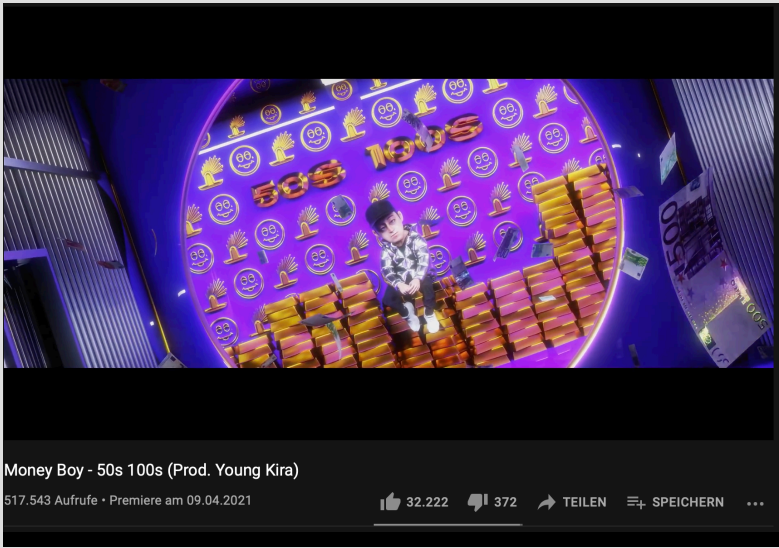 50S 100S
500
Money Boy - 50s 100s (Prod. Young Kira)
517.543 Aufrufe • Premiere am 09.04.2021
32.222 372 TEILEN SPEICHERN